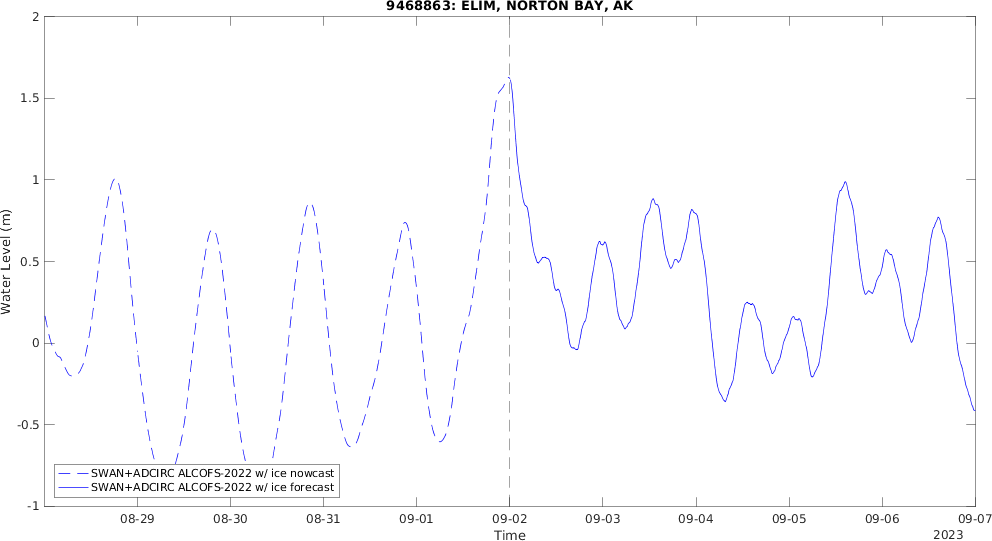 9468863: ELIM, NORTON BAY, AK
2
1.5
1
0.5
0
-0.5
-1
Water Level (m)
SWAN+ADCIRC ALCOFS-2022 w/ ice nowcast
SWAN+ADCIRC ALCOFS-2022 w/ ice forecast
08-29 08-30 08-31 09-01 09-02 09-03 09-04 09-05 09-06 09-07
Time
2023